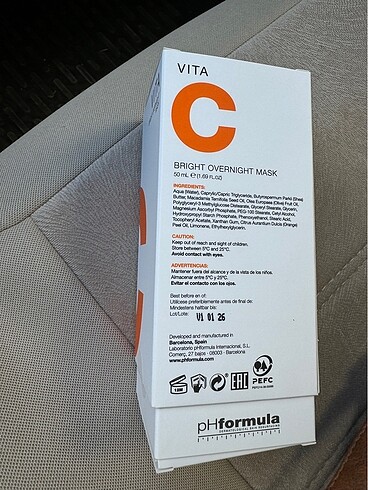 VITA
C
BRIGHT OVERNIGHT MASK
50 mL ℮ (1.69 FL.OZ)
INGREDIENTS:
Aqua (Water), Caprylic/Capric Triglyceride, Butyrospermum Parkii (Shea)
Butter, Macadamia Ternifolia Seed Oil, Olea Europaea (Olive) Fruit Oil,
Polyglyceryl-3 Methylglucose Distearate, Glyceryl Stearate, Glycerin,
Magnesium Ascorbyl Phosphate, PEG-100 Stearate, Cetyl Alcohol,
Hydroxypropyl Starch Phosphate, Phenoxyethanol, Stearic Acid,
Tocopheryl Acetate, Xanthan Gum, Citrus Aurantium Dulcis (Orange)
Peel Oil, Limonene, Ethylhexylglycerin.
CAUTION:
Keep out of reach and sight of children.
Store between 5ºC and 25ºC.
Avoid contact with eyes.
ADVERTENCIAS:
Mantener fuera del alcance y de la vista de los niños.
Almacenar entre 5ºC y 25ºC.
Evitar el contacto con los ojos.
Best before en of:
Utilícese preferiblemente antes de final de:
Mindestens haltbar bis:
Lot/Lote: V1 01 26
Developed and manufactured in
Barcelona, Spain
Laboratorio pHformula Internacional, S.L.
Comerç, 27 bajos · 08003 · Barcelona
www.phformula.com
EAC
PEFC
pHformula
DERMATOLOGICAL SKIN RESURFACING